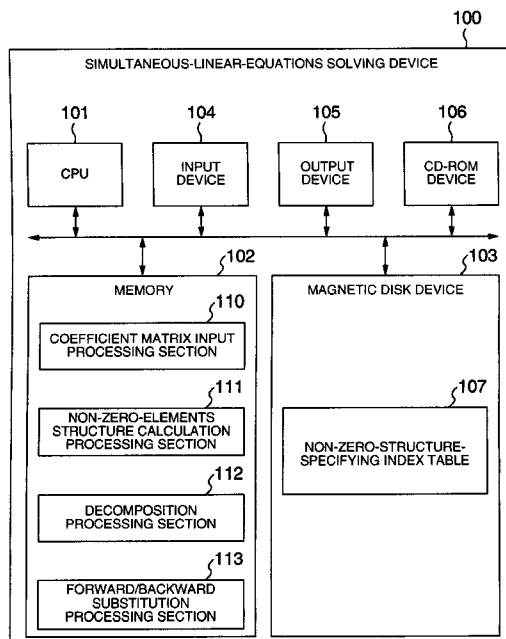 100
SIMULTANEOUS-LINEAR-EQUATIONS SOLVING DEVICE
101
104
105
106
CPU
INPUT
DEVICE
OUTPUT
DEVICE
CD-ROM
DEVICE
102
103
MEMORY
MAGNETIC DISK DEVICE
110
COEFFICIENT MATRIX INPUT
PROCESSING SECTION
111
NON-ZERO-ELEMENTS
STRUCTURE CALCULATION
PROCESSING SECTION
107
NON-ZERO-STRUCTURE-
SPECIFYING INDEX TABLE
112
DECOMPOSITION
PROCESSING SECTION
113
FORWARD/BACKWARD
SUBSTITUTION
PROCESSING SECTION